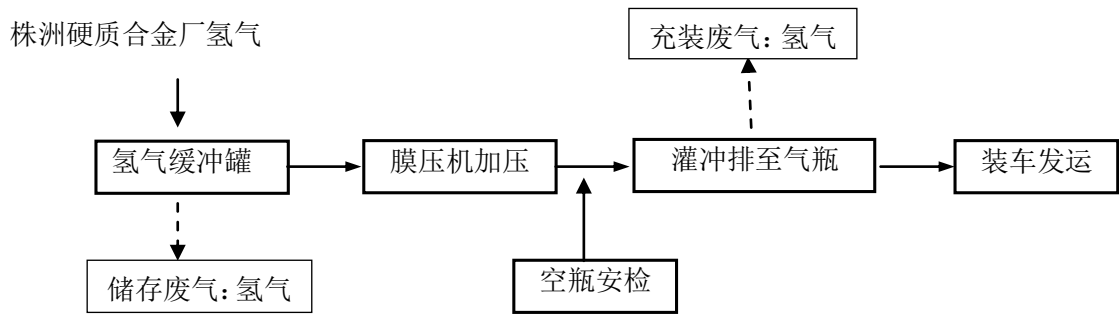 株洲硬质合金厂氢气
充装废气：氢气
氢气缓冲罐
膜压机加压
灌冲排至气瓶
装车发运
储存废气：氢气
空瓶安检